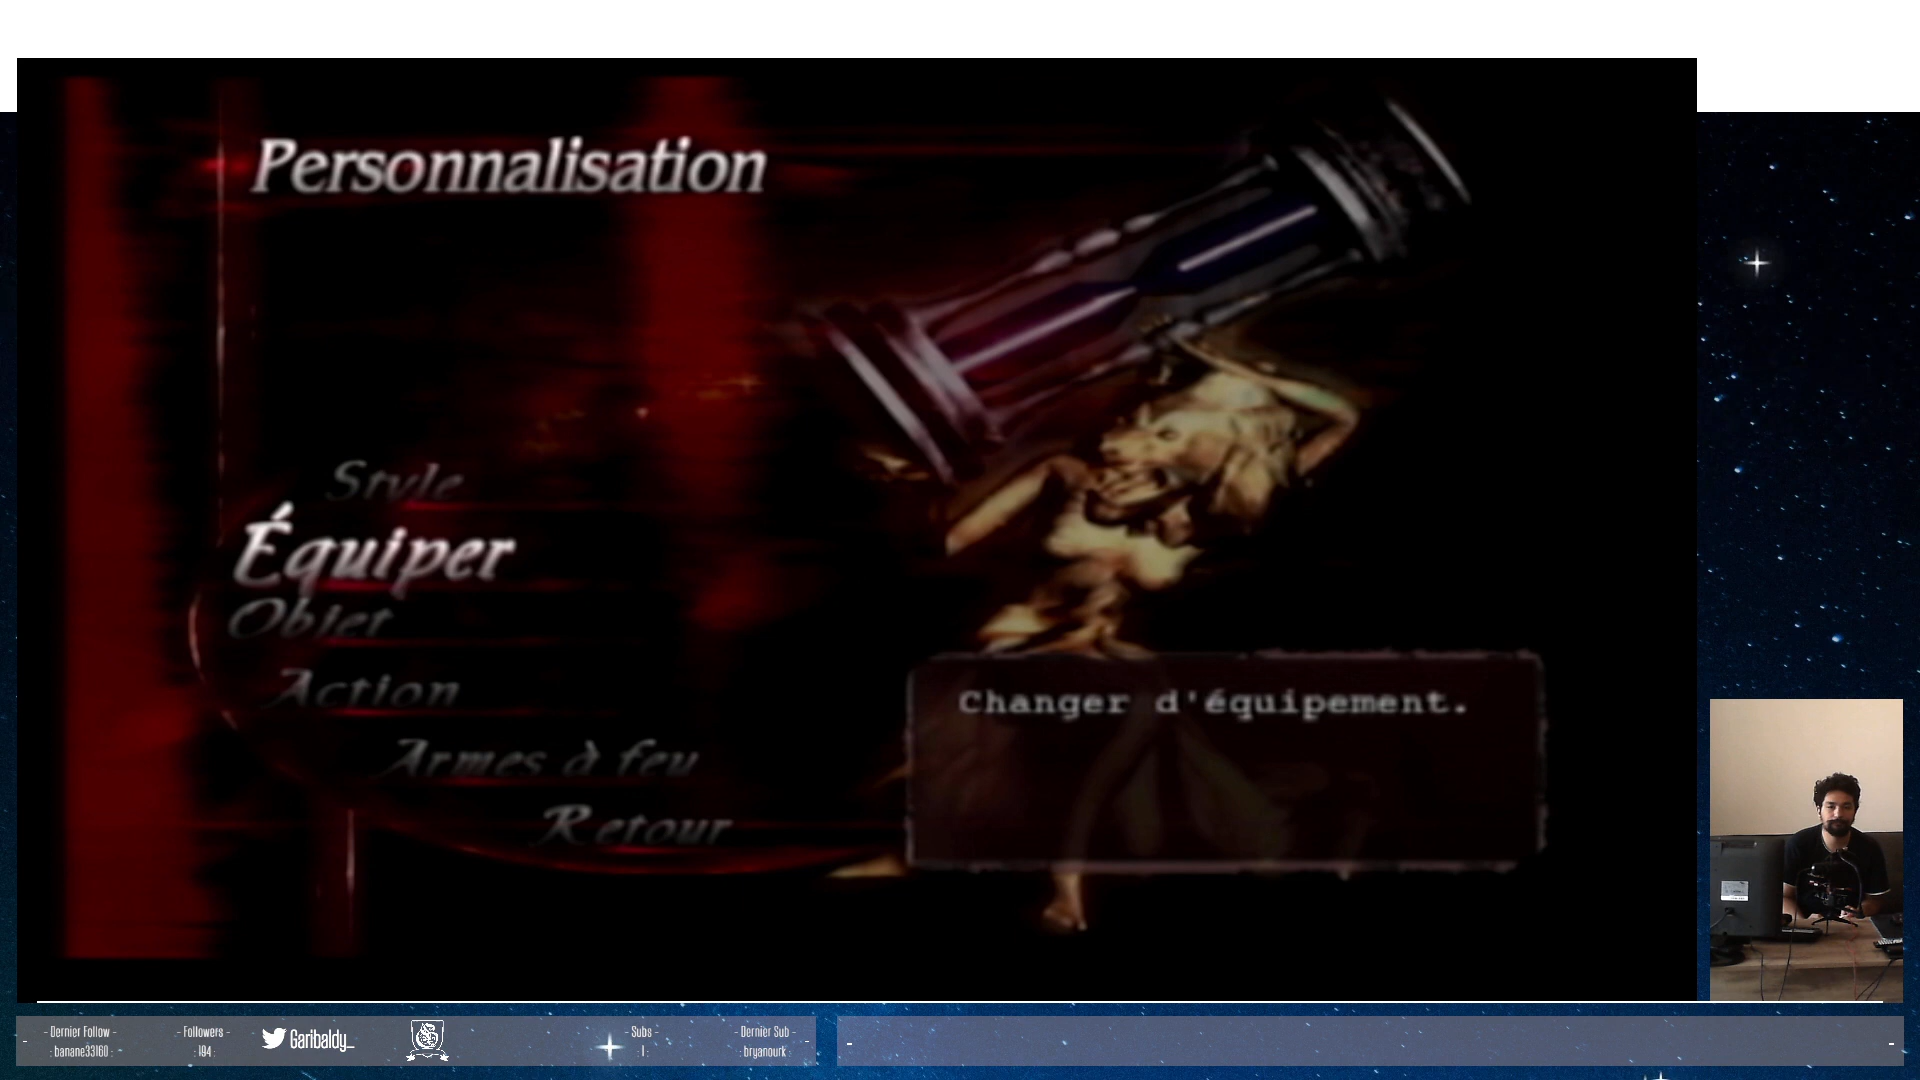 Personnalisation
Style
Équiper
Objet
Action
Armes à feu
Retour
Changer d'équipement.
- Dernier Follow -
: banane33160 :
- Followers -
: 194 :
Garibaldy_
- Subs -
: 1 :
- Dernier Sub -
: bryanourk :